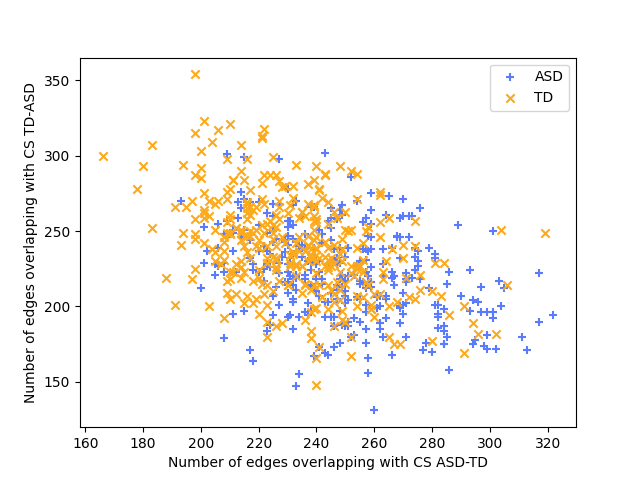 ASD
TD
350
300
250
200
150
Number of edges overlapping with CS TD-ASD
160 180 200 220 240 260 280 300 320
Number of edges overlapping with CS ASD-TD